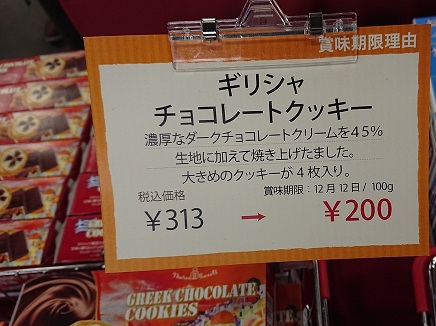 賞味期限理由
ギリシャ
チョコレートクッキー
濃厚なダークチョコレートクリームを45%
生地に加えて焼き上げたました。
大きめのクッキーが4枚入り。
税込価格
賞味期限:12月12日/100g
¥313 → ¥200
GREEK CHOCOLATE
COOKIES